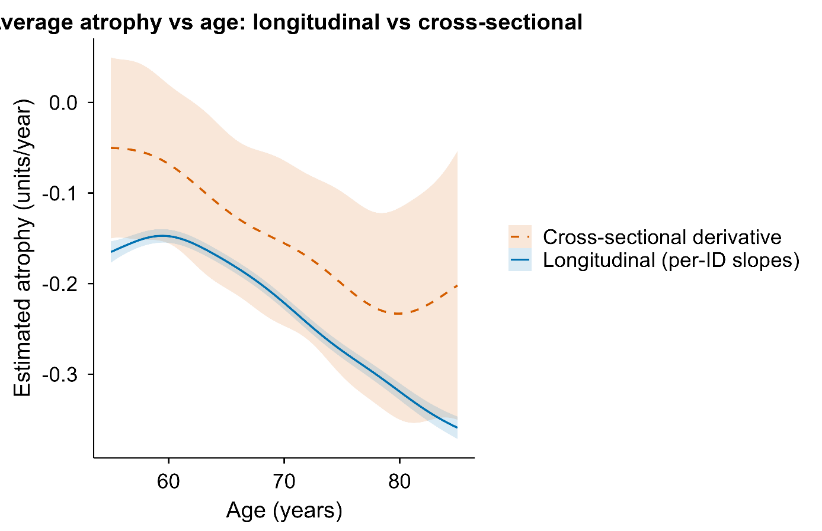 verage atrophy vs age: longitudinal vs cross-sectional
Estimated atrophy (units/year)
0.0
-0.1
-0.2
-0.3
60
70
80
Age (years)
Cross-sectional derivative
Longitudinal (per-ID slopes)